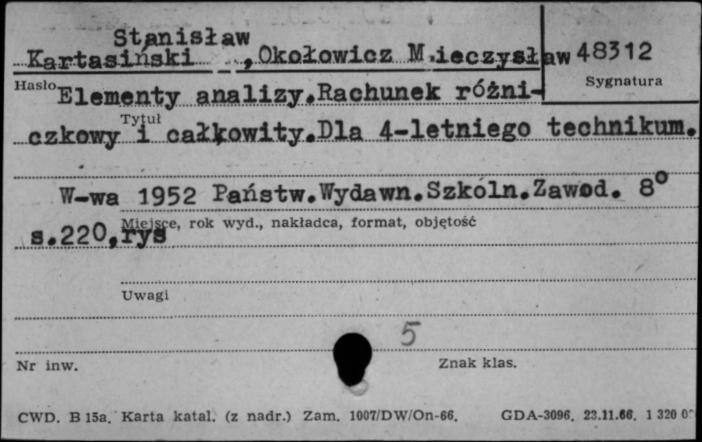 Stanisław
Kartasiński , Okołowicz Mieczysław 48312
Hasło Sygnatura
Elementy analizy.Rachunek różni-
Tytuł
czkowy i całkowity.Dla 4-letniego technikum.
W-wa 1952 Państw.Wydawn.Szkoln.Zawod. 8°
Miejsce, rok wyd., nakładca, format, objętość
s.220,rys
Uwagi
5
Nr inw. Znak klas.
CWD. B 15a. Karta katal. (z nadr.) Zam. 1007/DW/On-66. GDA-3096. 23.11.66. 1 320 0